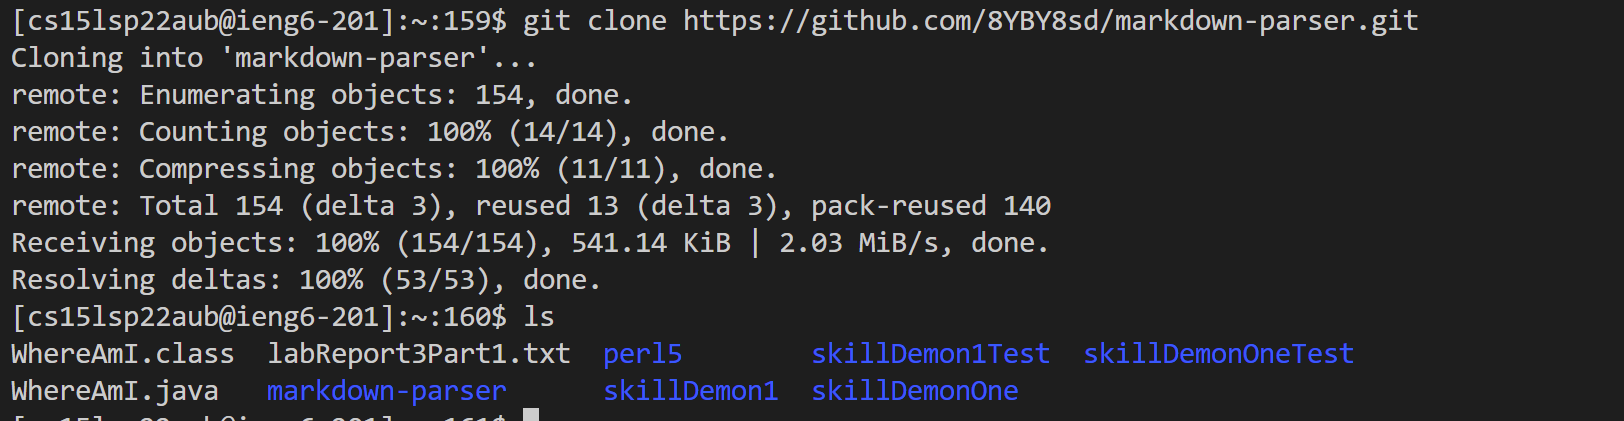 [cs15lsp22aub@ieng6-201]:~:159$ git clone https://github.com/8YBY8sd/markdown-parser.git
Cloning into 'markdown-parser'...
remote: Enumerating objects: 154, done.
remote: Counting objects: 100% (14/14), done.
remote: Compressing objects: 100% (11/11), done.
remote: Total 154 (delta 3), reused 13 (delta 3), pack-reused 140
Receiving objects: 100% (154/154), 541.14 KiB | 2.03 MiB/s, done.
Resolving deltas: 100% (53/53), done.
[cs15lsp22aub@ieng6-201]:~:160$ ls
WhereAmI.class  labReport3Part1.txt  perl5        skillDemon1Test  skillDemonOneTest
WhereAmI.java   markdown-parser      skillDemon1  skillDemonOne
[cs15lsp22aub@ieng6-201]:~:161$